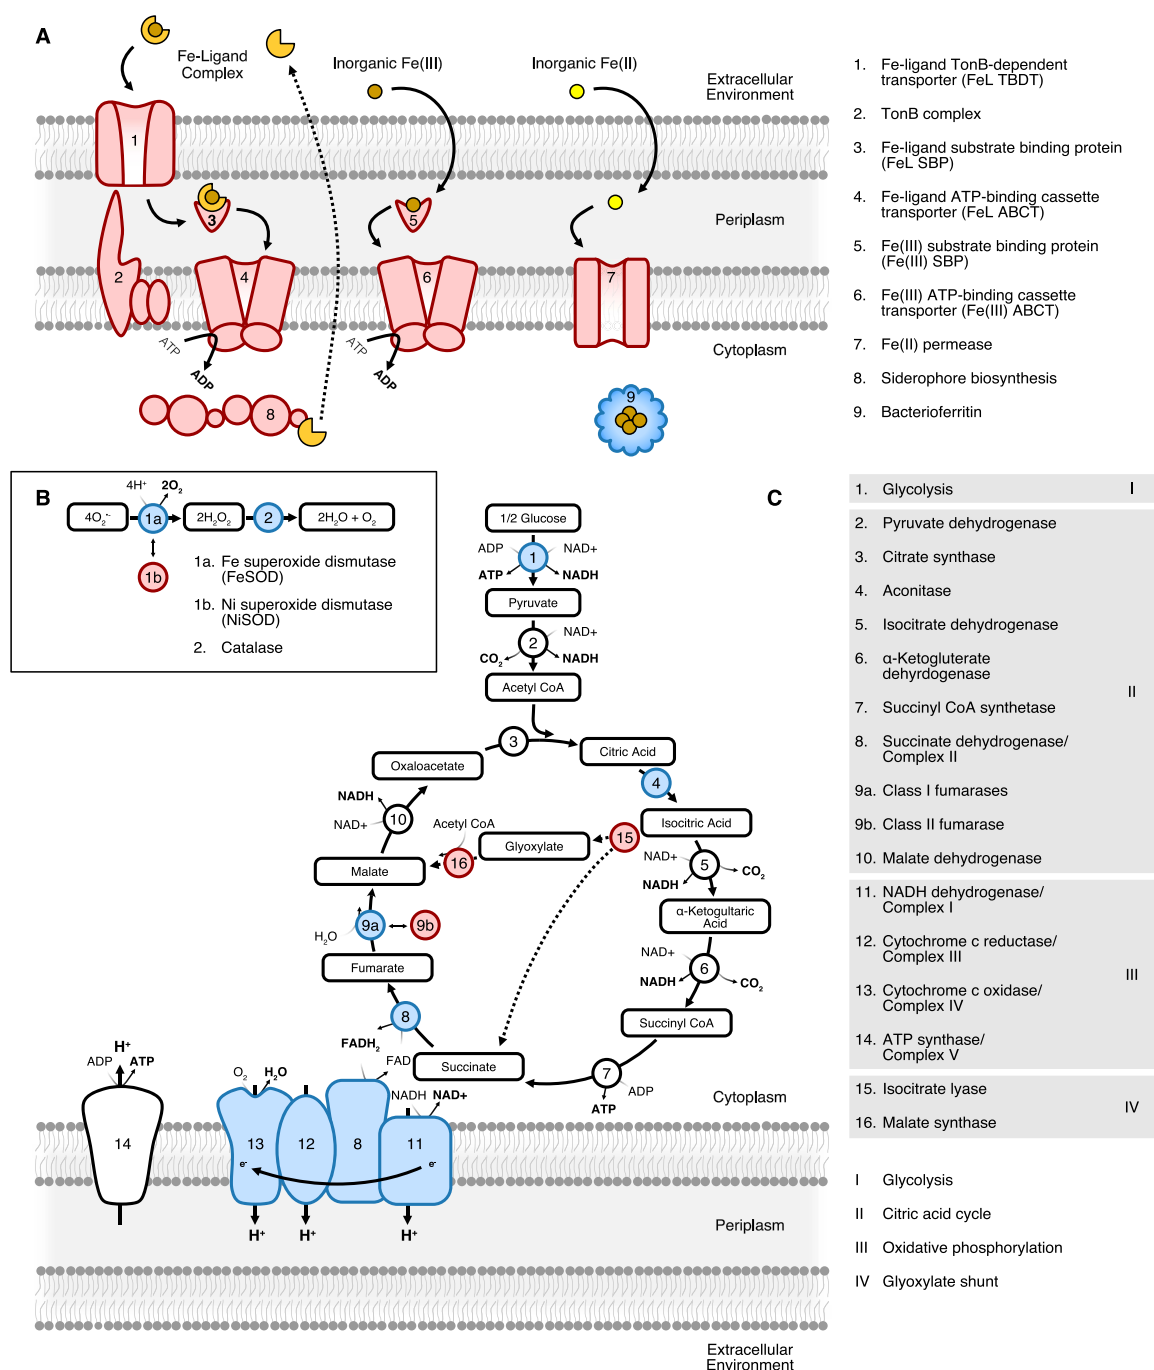 A
Fe-Ligand
Complex
Inorganic Fe(III)
Inorganic Fe(II)
Extracellular
Environment
1
2
3
4
5
6
7
Periplasm
ATP
ADP
ATP
ADP
Cytoplasm
8
9
1. Fe-ligand TonB-dependent
transporter (FeL TBDT)
2. TonB complex
3. Fe-ligand substrate binding protein
(FeL SBP)
4. Fe-ligand ATP-binding cassette
transporter (FeL ABCT)
5. Fe(III) substrate binding protein
(Fe(III) SBP)
6. Fe(III) ATP-binding cassette
transporter (Fe(III) ABCT)
7. Fe(II) permease
8. Siderophore biosynthesis
9. Bacterioferritin
B
4H⁺
2O₂
4O₂˙⁻
1a
2H₂O₂
2
2H₂O + O₂
1b
1a. Fe superoxide dismutase
(FeSOD)
1b. Ni superoxide dismutase
(NiSOD)
2. Catalase
C
1/2 Glucose
ADP
NAD+
1
ATP
NADH
Pyruvate
NAD+
2
CO₂
NADH
Acetyl CoA
3
Citric Acid
Oxaloacetate
4
NADH
NAD+
10
Isocitric Acid
Acetyl CoA
15
Glyoxylate
16
Malate
NAD+
5
CO₂
NADH
α-Ketogultaric
Acid
9a
9b
H₂O
NAD+
6
NADH
CO₂
Fumarate
Succinyl CoA
8
FADH₂
FAD
Succinate
7
ADP
ATP
H⁺
ADP
ATP
O₂
H₂O
NADH
NAD+
Cytoplasm
14
13
12
8
11
e⁻
e⁻
H⁺
H⁺
H⁺
Periplasm
Extracellular
Environment
1. Glycolysis
I
2. Pyruvate dehydrogenase
3. Citrate synthase
4. Aconitase
5. Isocitrate dehydrogenase
6. α-Ketogluterate
dehyrdogenase
II
7. Succinyl CoA synthetase
8. Succinate dehydrogenase/
Complex II
9a. Class I fumarases
9b. Class II fumarase
10. Malate dehydrogenase
11. NADH dehydrogenase/
Complex I
12. Cytochrome c reductase/
Complex III
III
13. Cytochrome c oxidase/
Complex IV
14. ATP synthase/
Complex V
15. Isocitrate lyase
IV
16. Malate synthase
I Glycolysis
II Citric acid cycle
III Oxidative phosphorylation
IV Glyoxylate shunt